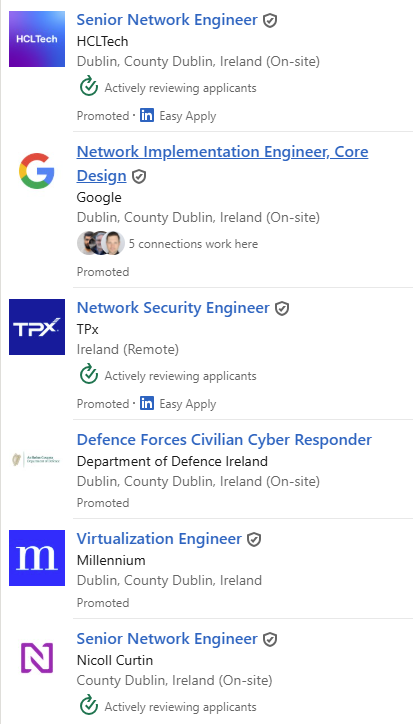 HCLTech
Senior Network Engineer
HCLTech
Dublin, County Dublin, Ireland (On-site)
Actively reviewing applicants
Promoted · in Easy Apply
Network Implementation Engineer, Core
Design
Google
Dublin, County Dublin, Ireland (On-site)
5 connections work here
Promoted
TPX
Network Security Engineer
TPx
Ireland (Remote)
Actively reviewing applicants
Promoted · in Easy Apply
Defence Forces Civilian Cyber Responder
Department of Defence Ireland
Dublin, County Dublin, Ireland (On-site)
Promoted
m
Virtualization Engineer
Millennium
Dublin, County Dublin, Ireland
Promoted
N
Senior Network Engineer
Nicoll Curtin
County Dublin, Ireland (On-site)
Actively reviewing applicants